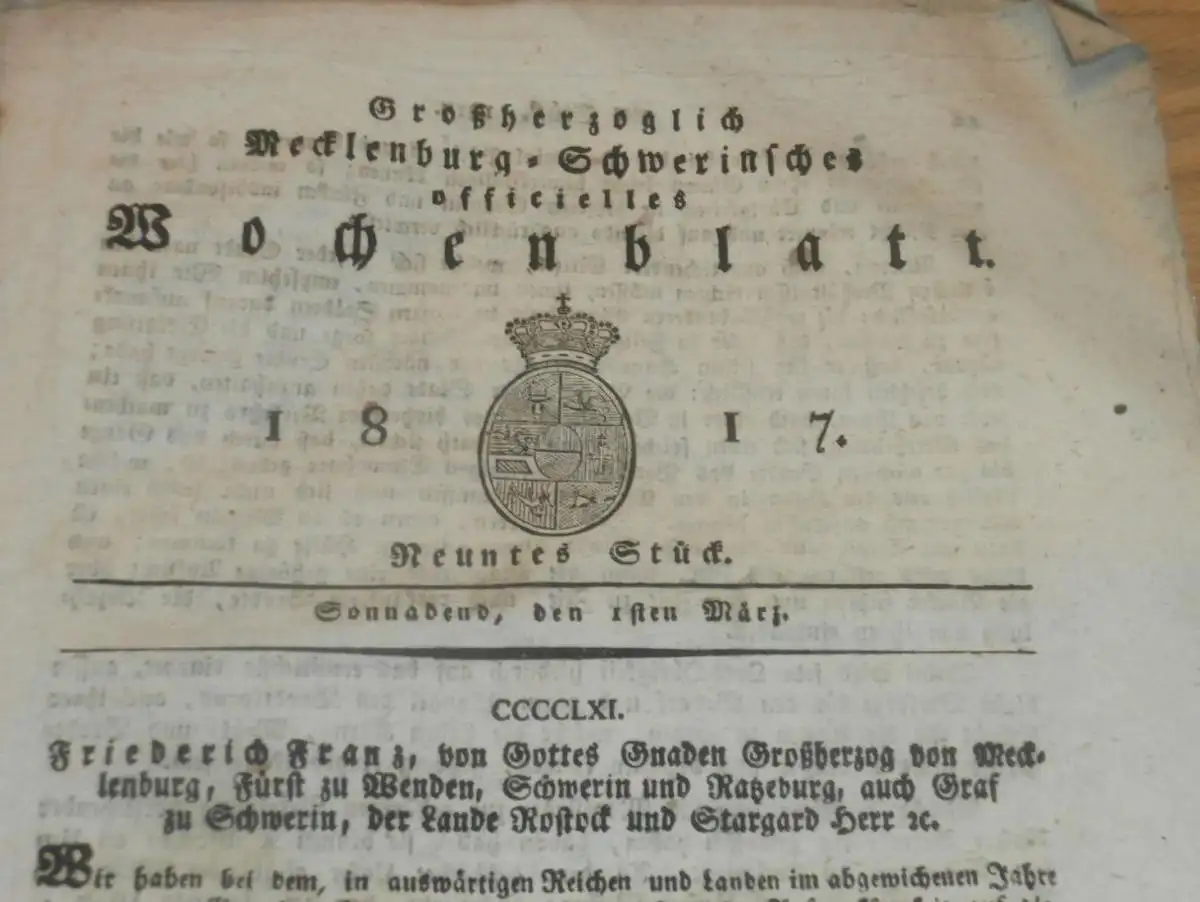 Großherzoglich
Mecklenburg-Schwerinsches
officielles
Wochenblatt.
1817.
Neuntes Stück.
Sonnabend, den 1sten März.
CCCCLXI.
Friederich Franz, von Gottes Gnaden Großherzog von Meck-
lenburg, Fürst zu Wenden, Schwerin und Ratzeburg, auch Graf
zu Schwerin, der Lande Rostock und Stargard Herr ꝛc.
Wir haben bei dem, in auswärtigen Reichen und Landen im abgewichenen Jahre